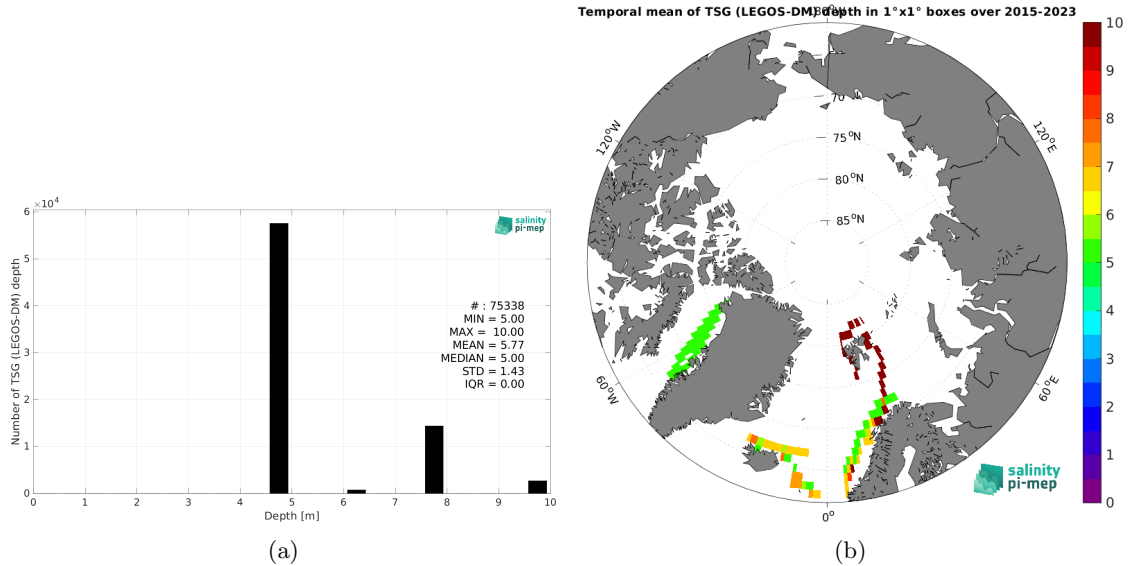 Temporal mean of TSG (LEGOS-DM) depth in 1°x1° boxes over 2015-2023
180°W
70
75°N
80°N
85°N
120°W
120°E
60°W
60°E
0°
10
9
8
7
6
5
4
3
2
1
0
salinity
pi-mep
×10⁴
6
5
4
3
2
1
0
Number of TSG (LEGOS-DM) depth
salinity
pi-mep
# : 75338
MIN = 5.00
MAX = 10.00
MEAN = 5.77
MEDIAN = 5.00
STD = 1.43
IQR = 0.00
0 1 2 3 4 5 6 7 8 9 10
Depth [m]
(a)
(b)